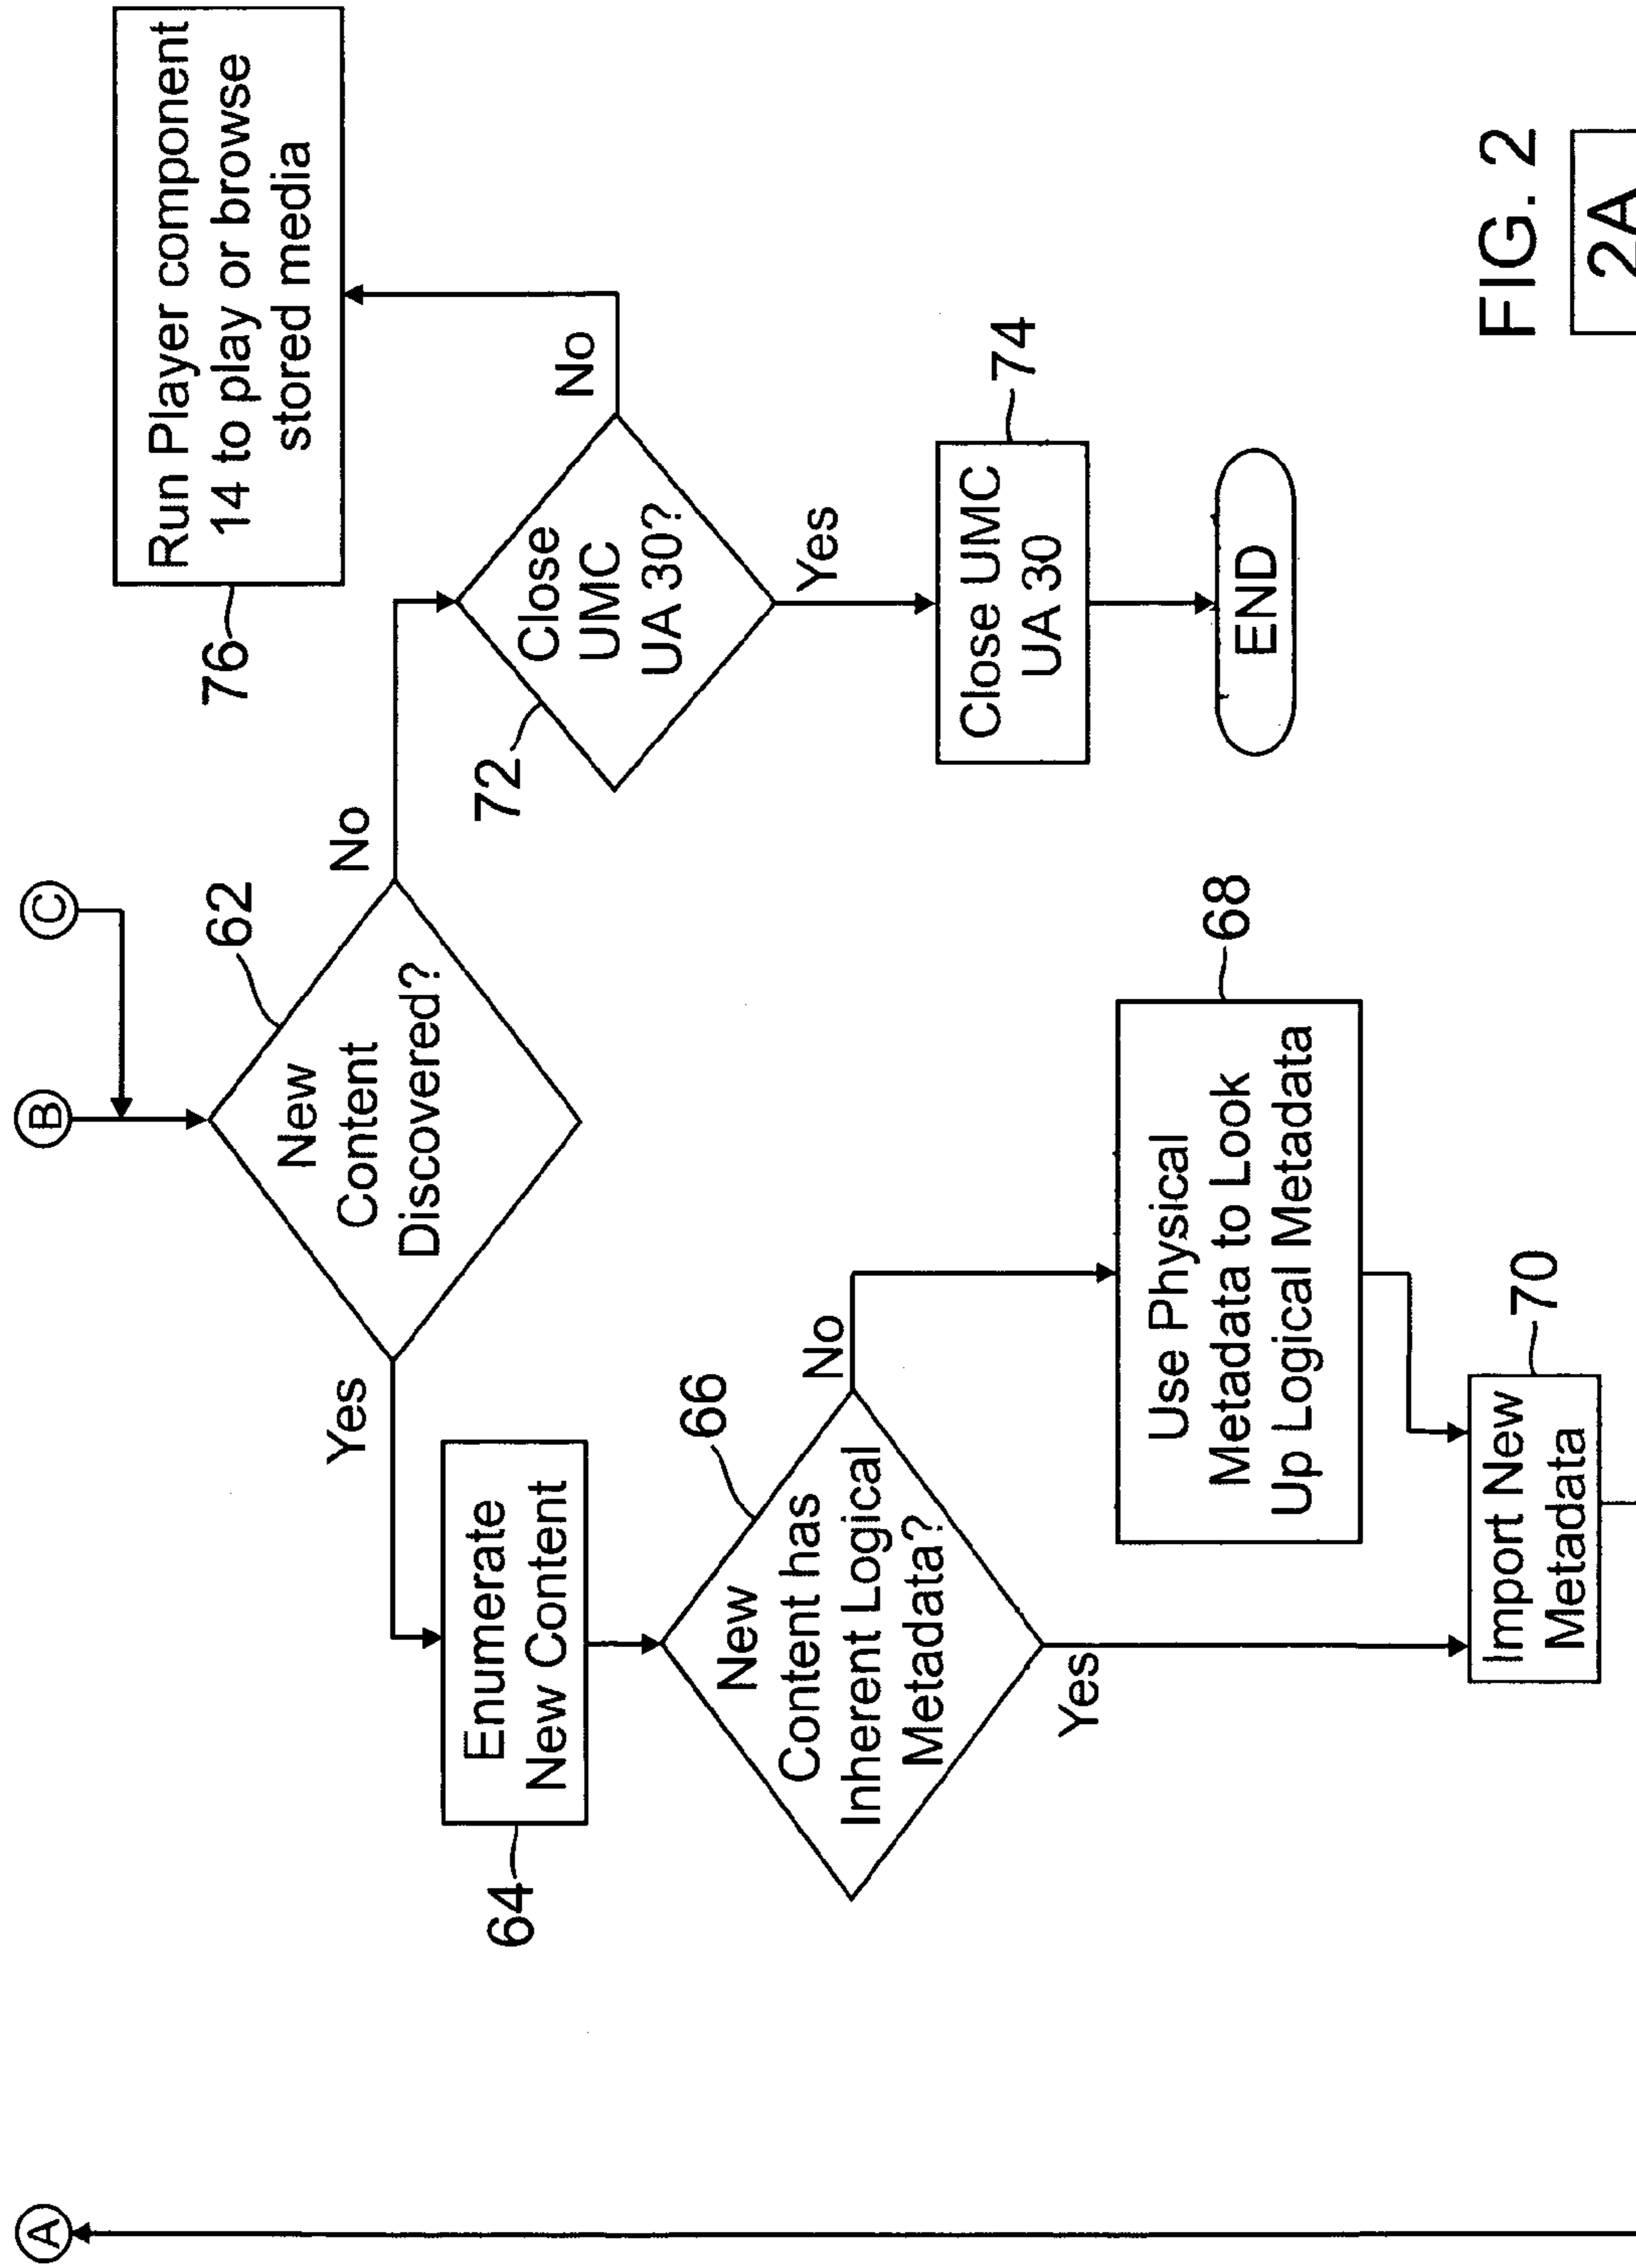 A
B
C
62
New
Content
Discovered?
Yes
No
64
Enumerate
New Content
66
New
Content has
Inherent Logical
Metadata?
No
Yes
68
Use Physical
Metadata to Look
Up Logical Metadata
70
Import New
Metadata
72
Close
UMC
UA 30?
No
Yes
74
Close UMC
UA 30
END
76
Run Player component
14 to play or browse
stored media
FIG. 2
2A